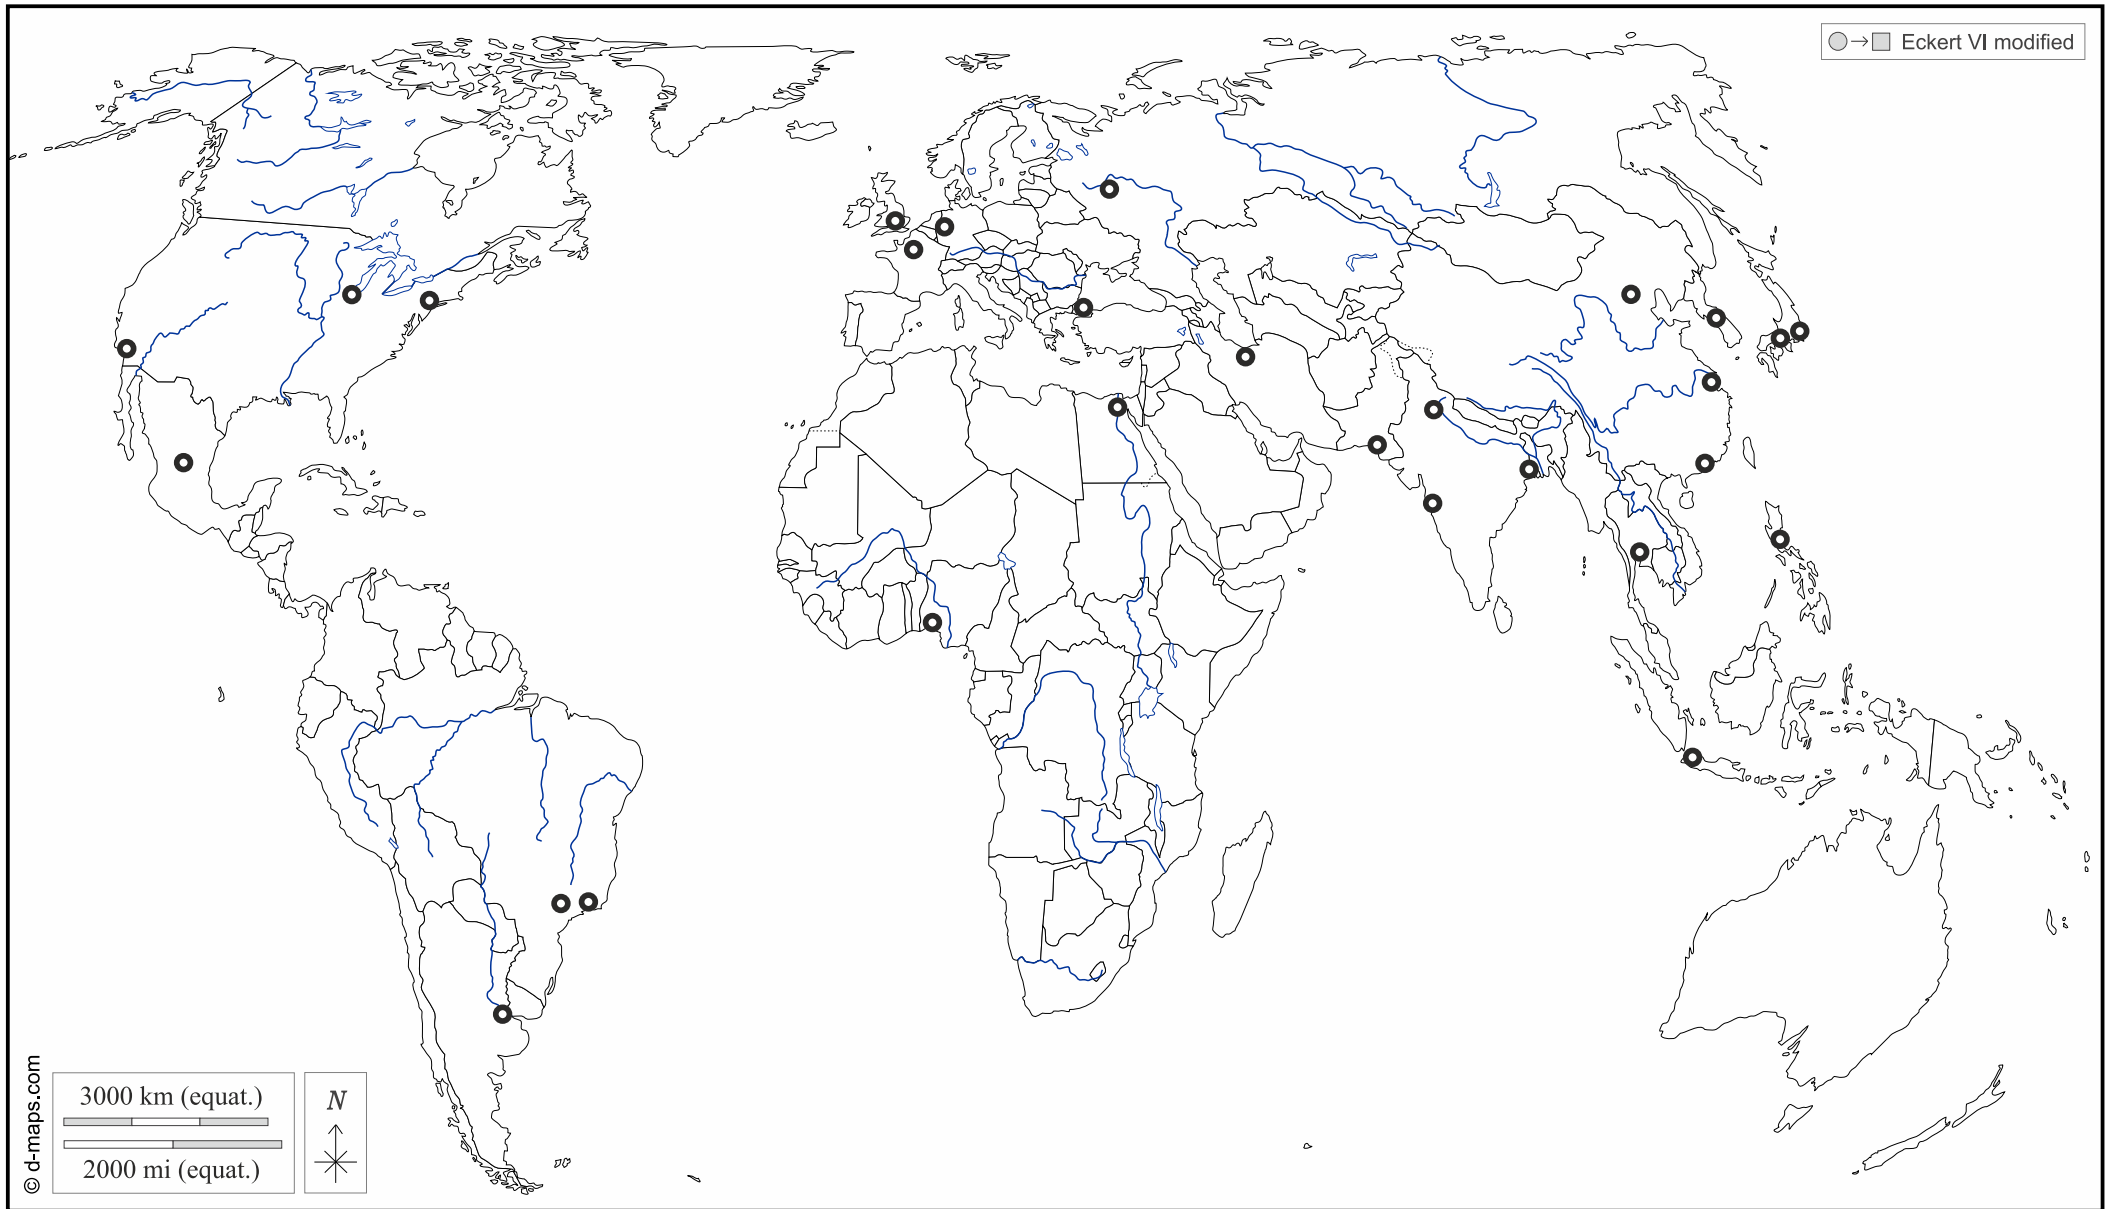 Eckert VI modified
© d-maps.com
3000 km (equat.)
2000 mi (equat.)
N